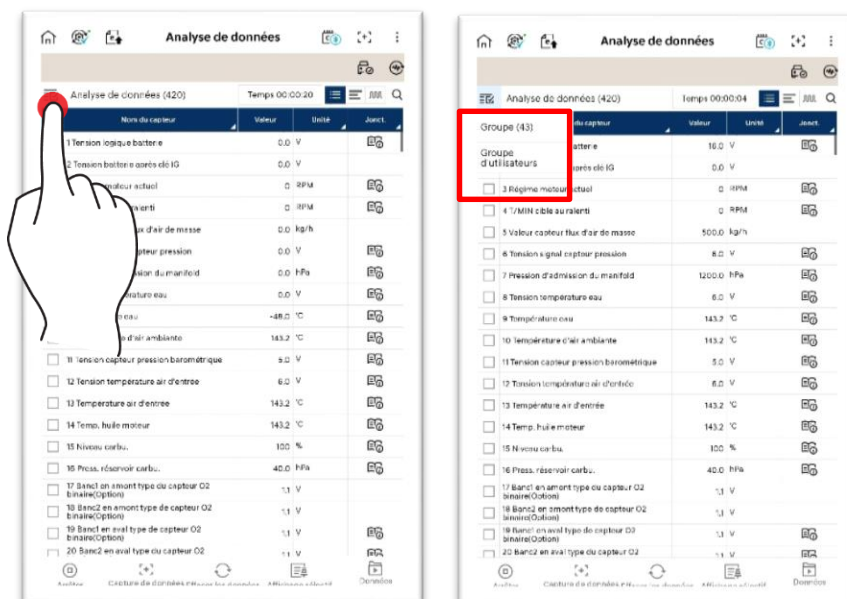 Analyse de données
Analyse de données (420) Temps 00:00:20
Nom du capteur Valeur Unité Jonct.
1 Tension logique batterie 0.0 V
2 Tension batterie après clé IG 0.0 V
moteur actuel 0 RPM
ralenti 0 RPM
flux d'air de masse 0.0 kg/h
capteur pression 0.0 V
du manifold 0.0 hPa
eau 0.0 V
eau -48.0 °C
d'air ambiante 143.2 °C
11 Tension capteur pression barométrique 5.0 V
12 Tension température air d'entrée 6.0 V
13 Température air d'entrée 143.2 °C
14 Temp. huile moteur 143.2 °C
15 Niveau carbu. 100 %
16 Press. réservoir carbu. 40.0 hPa
17 Banc1 en amont type du capteur O2
binaire(Option) 1.1 V
18 Banc2 en amont type de capteur O2
binaire(Option) 1.1 V
19 Banc1 en aval type de capteur O2
binaire(Option) 1.1 V
20 Banc2 en aval type du capteur O2 1.1 V
Capture de données
Données
Analyse de données
Analyse de données (420) Temps 00:00:04
du capteur Valeur Unité Jonct.
Groupe (43)
Groupe
d'utilisateurs
batterie 16.0 V
après clé IG 0.0 V
3 Régime moteur actuel 0 RPM
4 T/MIN cible au ralenti 0 RPM
5 Valeur capteur flux d'air de masse 500.0 kg/h
6 Tension signal capteur pression 6.0 V
7 Pression d'admission du manifold 1200.0 hPa
8 Tension température eau 6.0 V
9 Température eau 143.2 °C
10 Température d'air ambiante 143.2 °C
11 Tension capteur pression barométrique 5.0 V
12 Tension température air d'entrée 6.0 V
13 Température air d'entrée 143.2 °C
14 Temp. huile moteur 143.2 °C
15 Niveau carbu. 100 %
16 Press. réservoir carbu. 40.0 hPa
17 Banc1 en amont type du capteur O2
binaire(Option) 1.1 V
18 Banc2 en amont type de capteur O2
binaire(Option) 1.1 V
19 Banc1 en aval type de capteur O2
binaire(Option) 1.1 V
20 Banc2 en aval type du capteur O2 1.1 V
Capture de données
Données